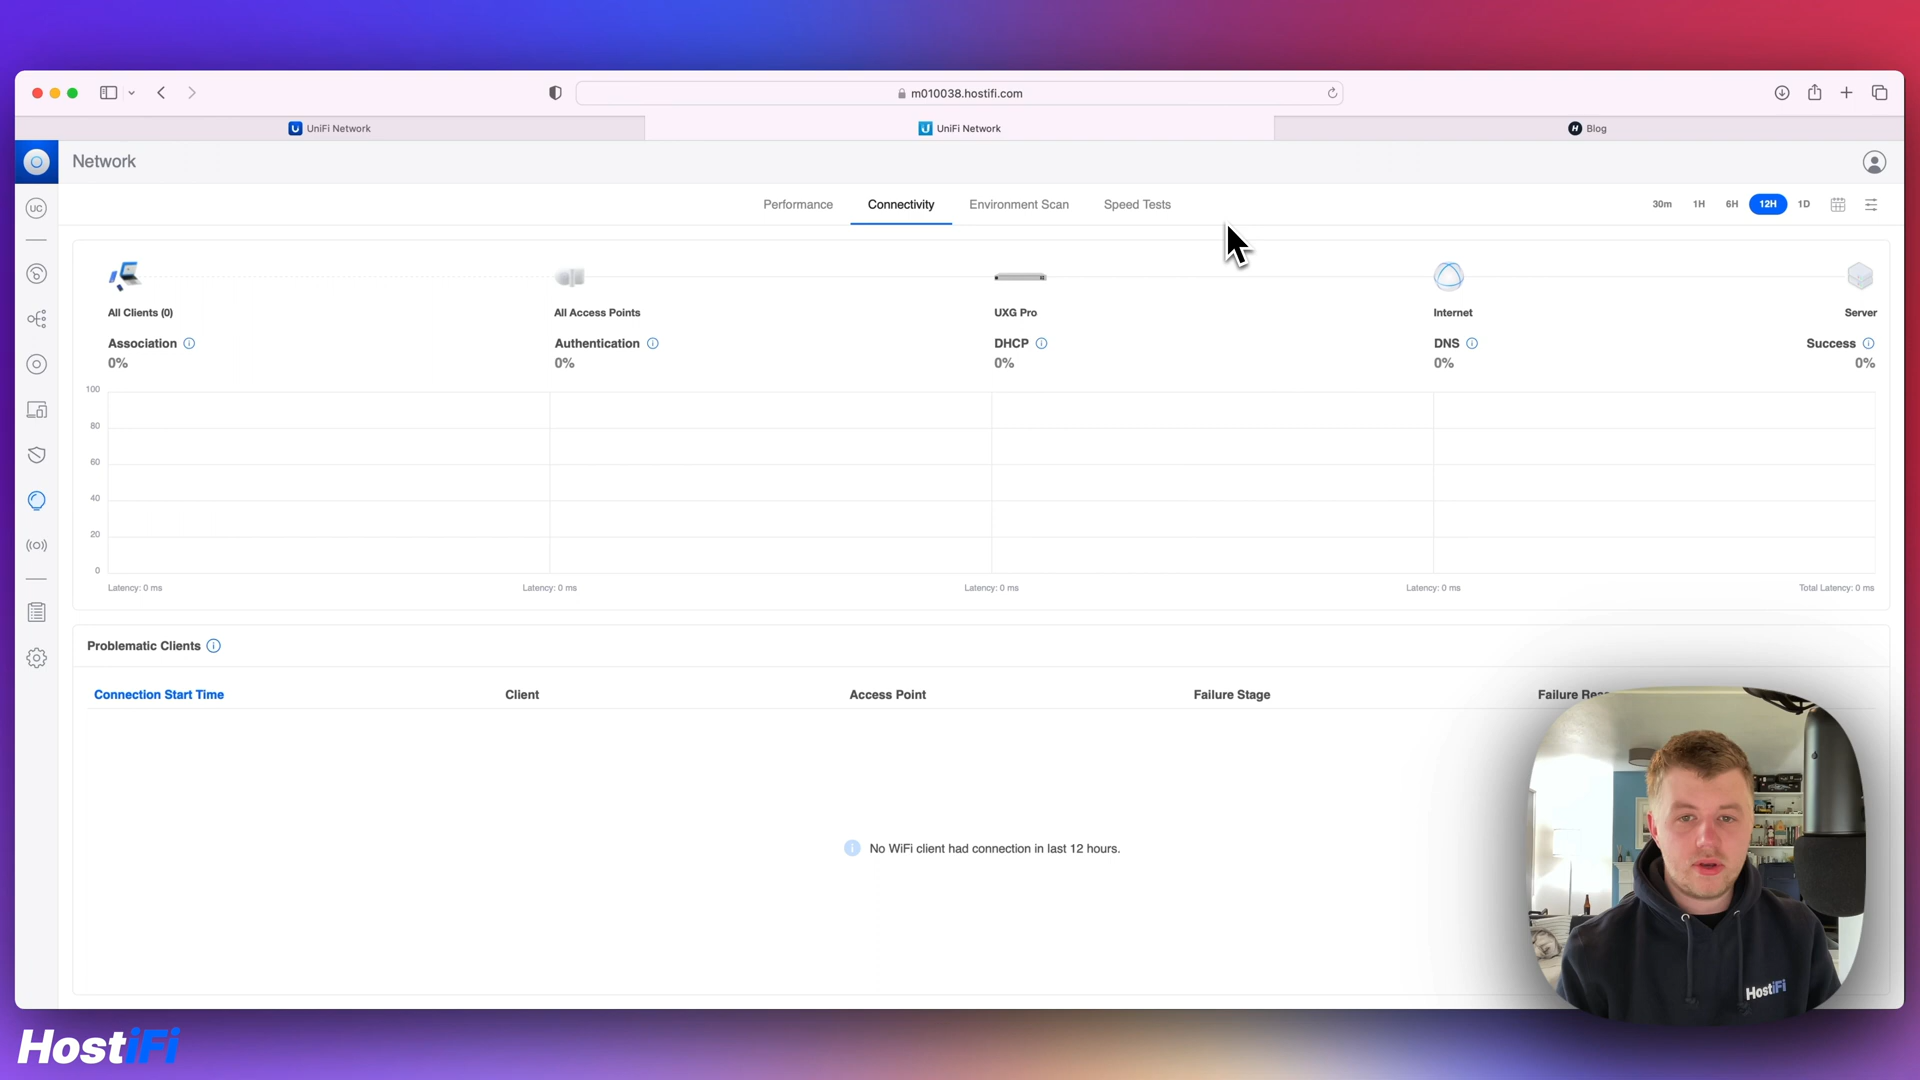 m010038.hostifi.com
UniFi Network
UniFi Network
Blog
Network
UC
Performance
Connectivity
Environment Scan
Speed Tests
30m
1H
6H
12H
1D
All Clients (0)
All Access Points
UXG Pro
Internet
Server
Association
0%
Authentication
0%
DHCP
0%
DNS
0%
Success
0%
100
80
60
40
20
0
Latency: 0 ms
Latency: 0 ms
Latency: 0 ms
Latency: 0 ms
Total Latency: 0 ms
Problematic Clients
Connection Start Time
Client
Access Point
Failure Stage
Failure
No WiFi client had connection in last 12 hours.
HostiFi
HostiFi